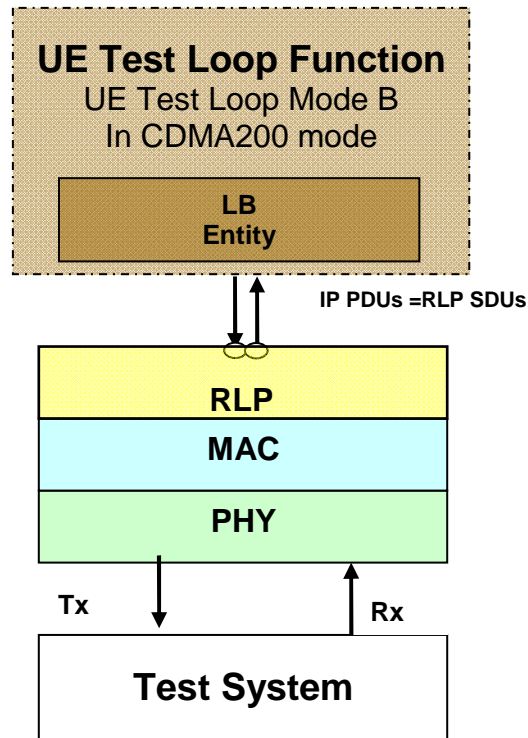 UE Test Loop Function
UE Test Loop Mode B
In CDMA200 mode
LB
Entity
IP PDUs =RLP SDUs
RLP
MAC
PHY
Tx
Rx
Test System